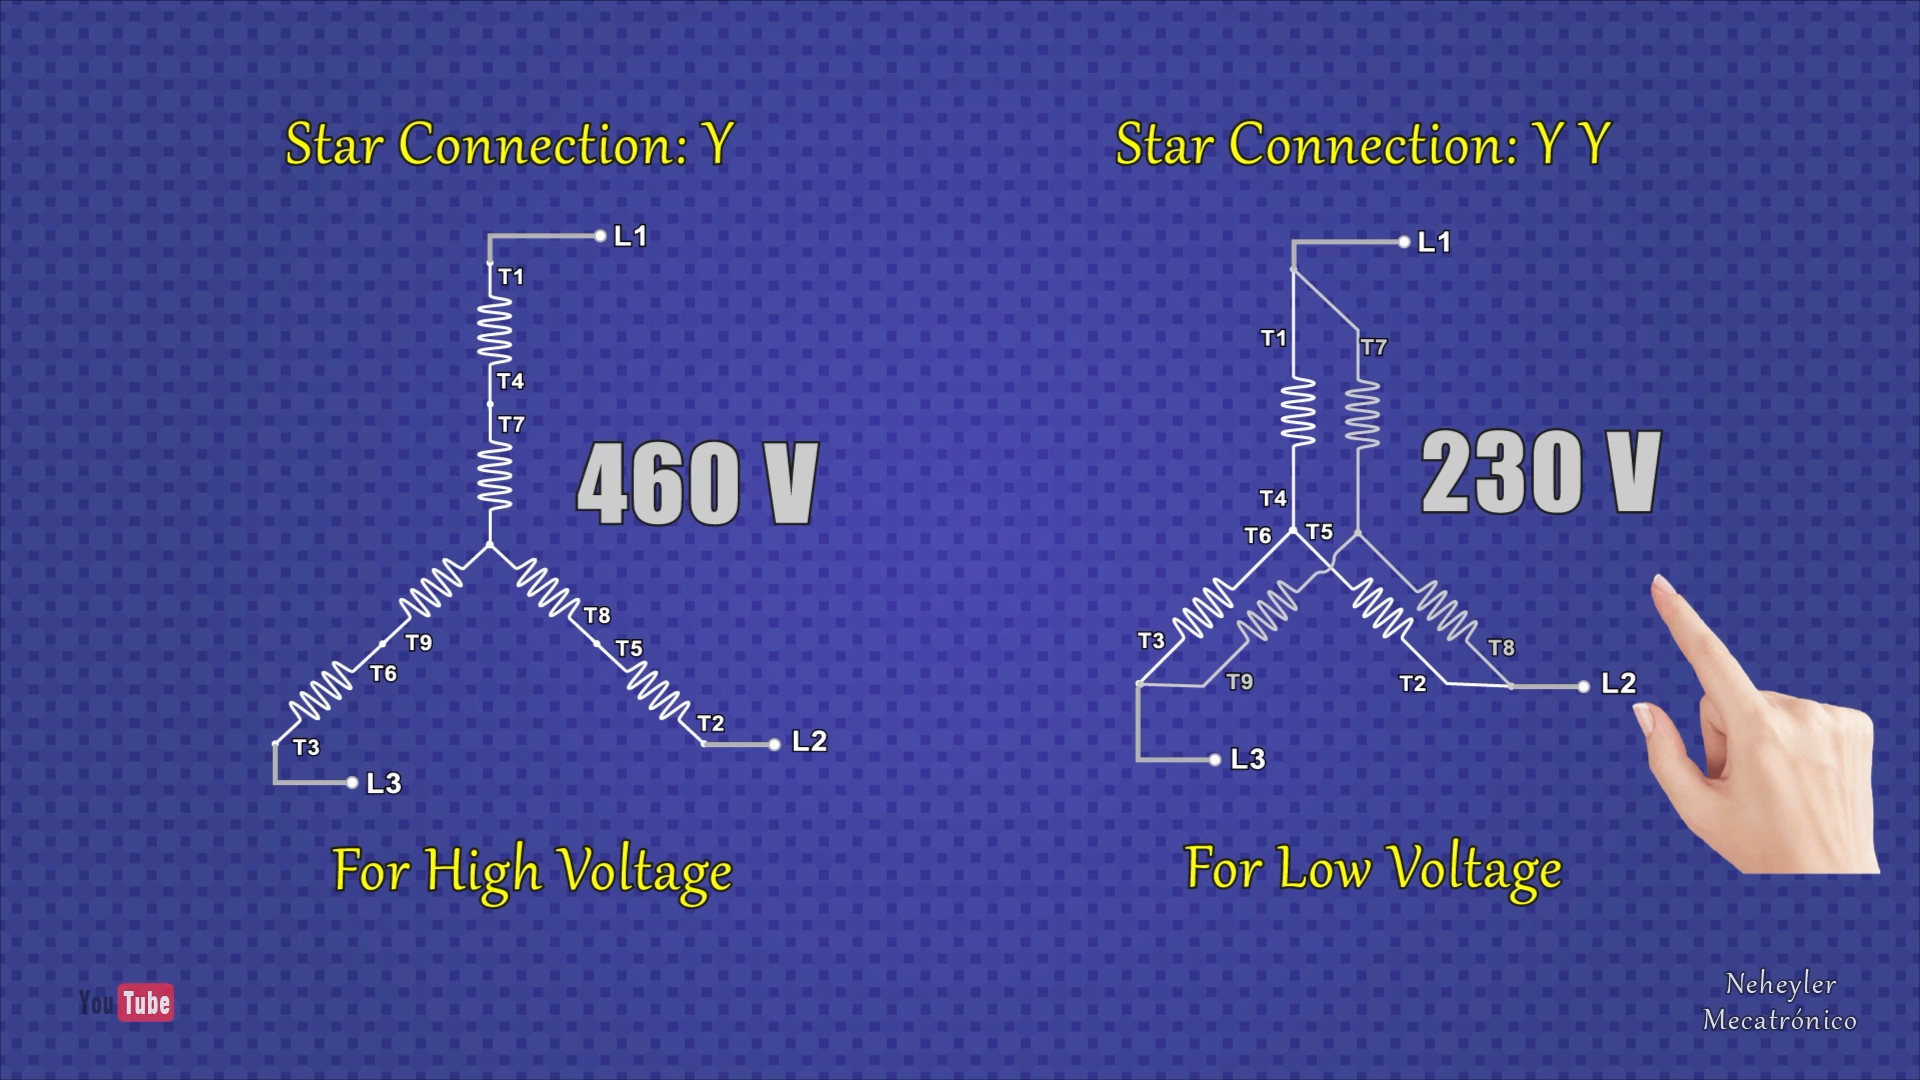 Star Connection: Y
L1
T1
T4
T7
460 V
T8
T9
T5
T6
T2
T3
L2
L3
For High Voltage
Star Connection: Y Y
L1
T1
T7
230 V
T4
T6 T5
T3
T8
T9
T2
L2
L3
For Low Voltage
YouTube
Neheyler
Mecatrónico